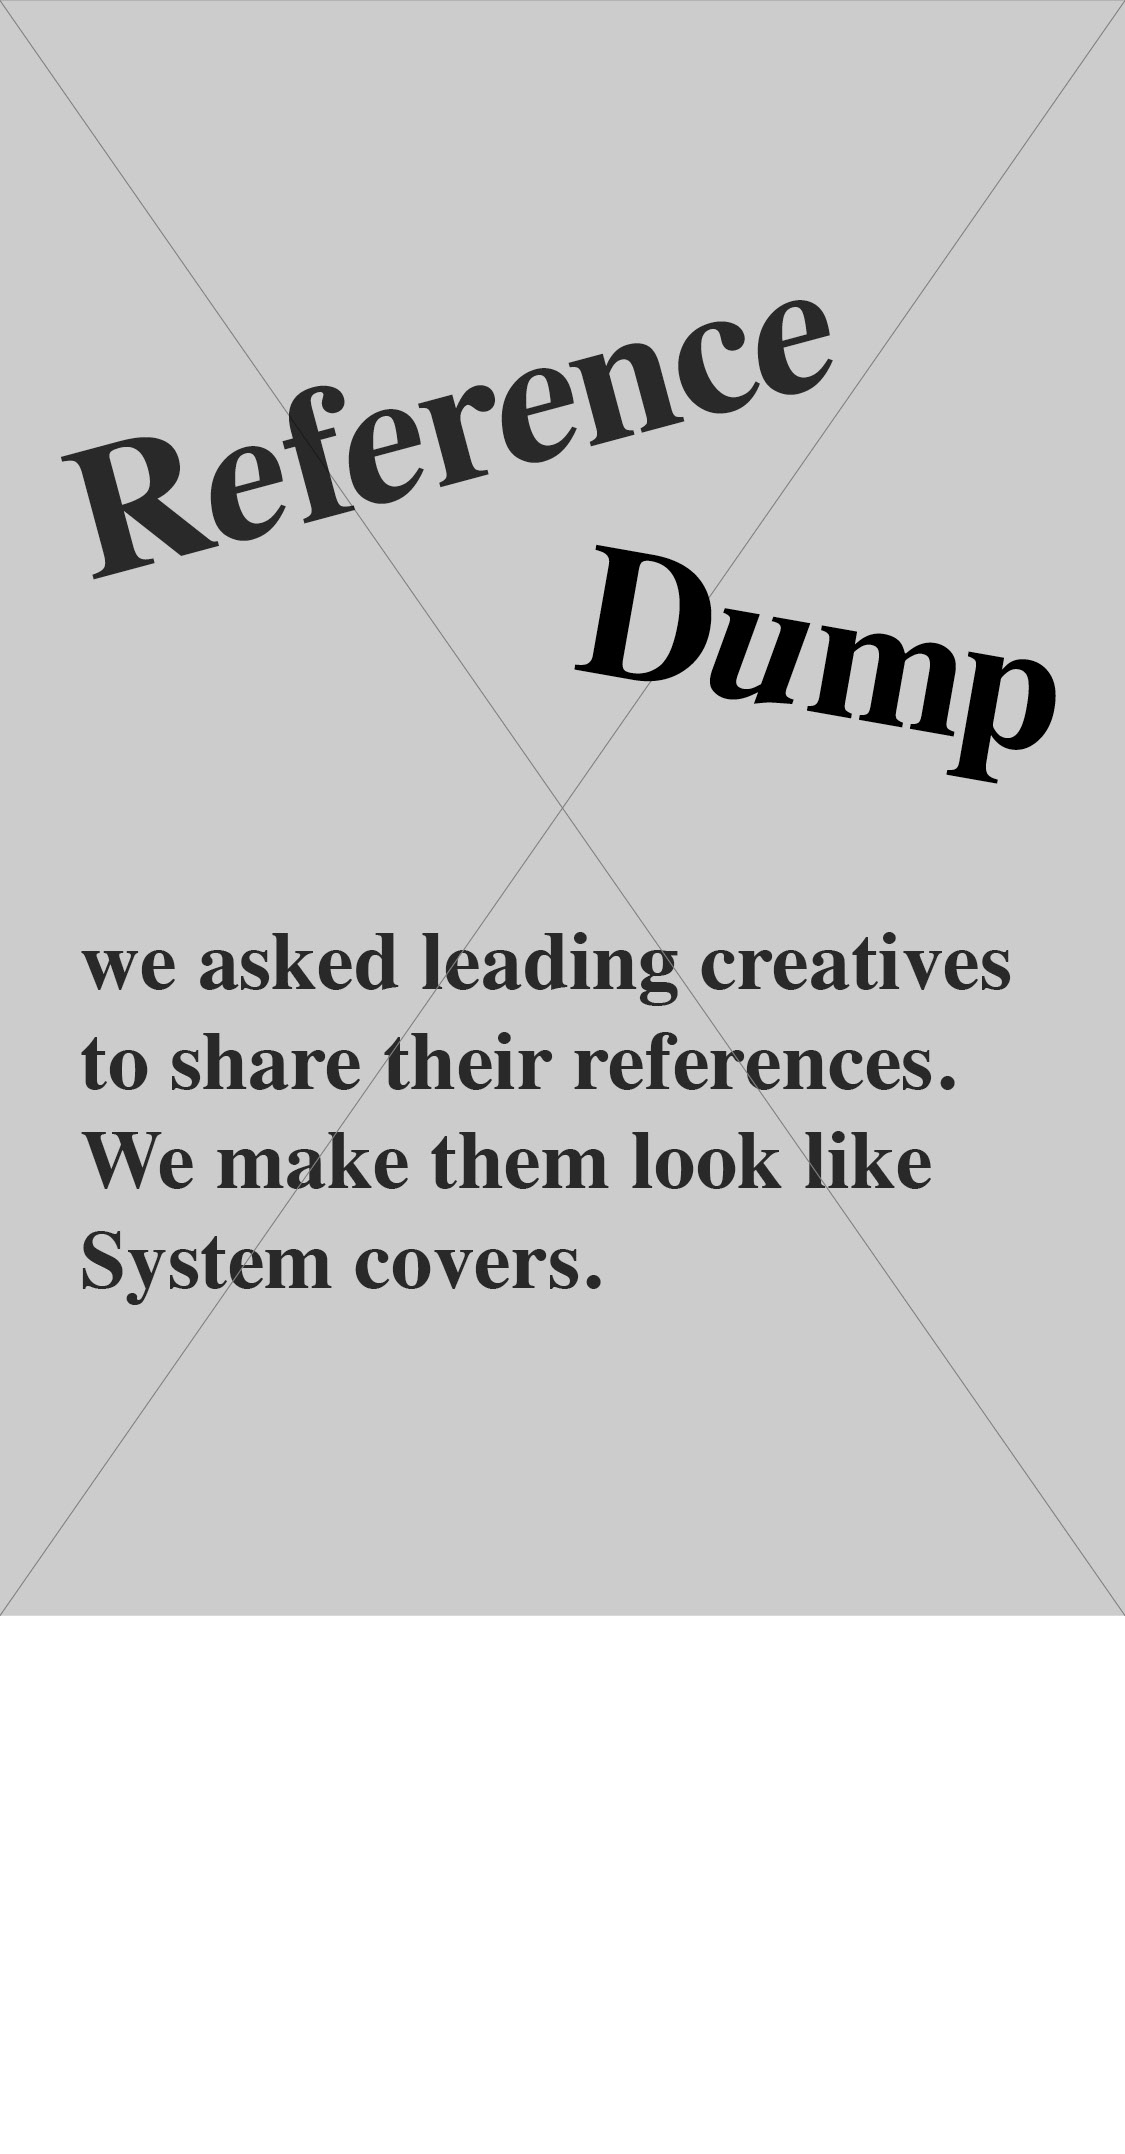 Reference
Dump
we asked leading creatives
to share their references.
We make them look like
System covers.